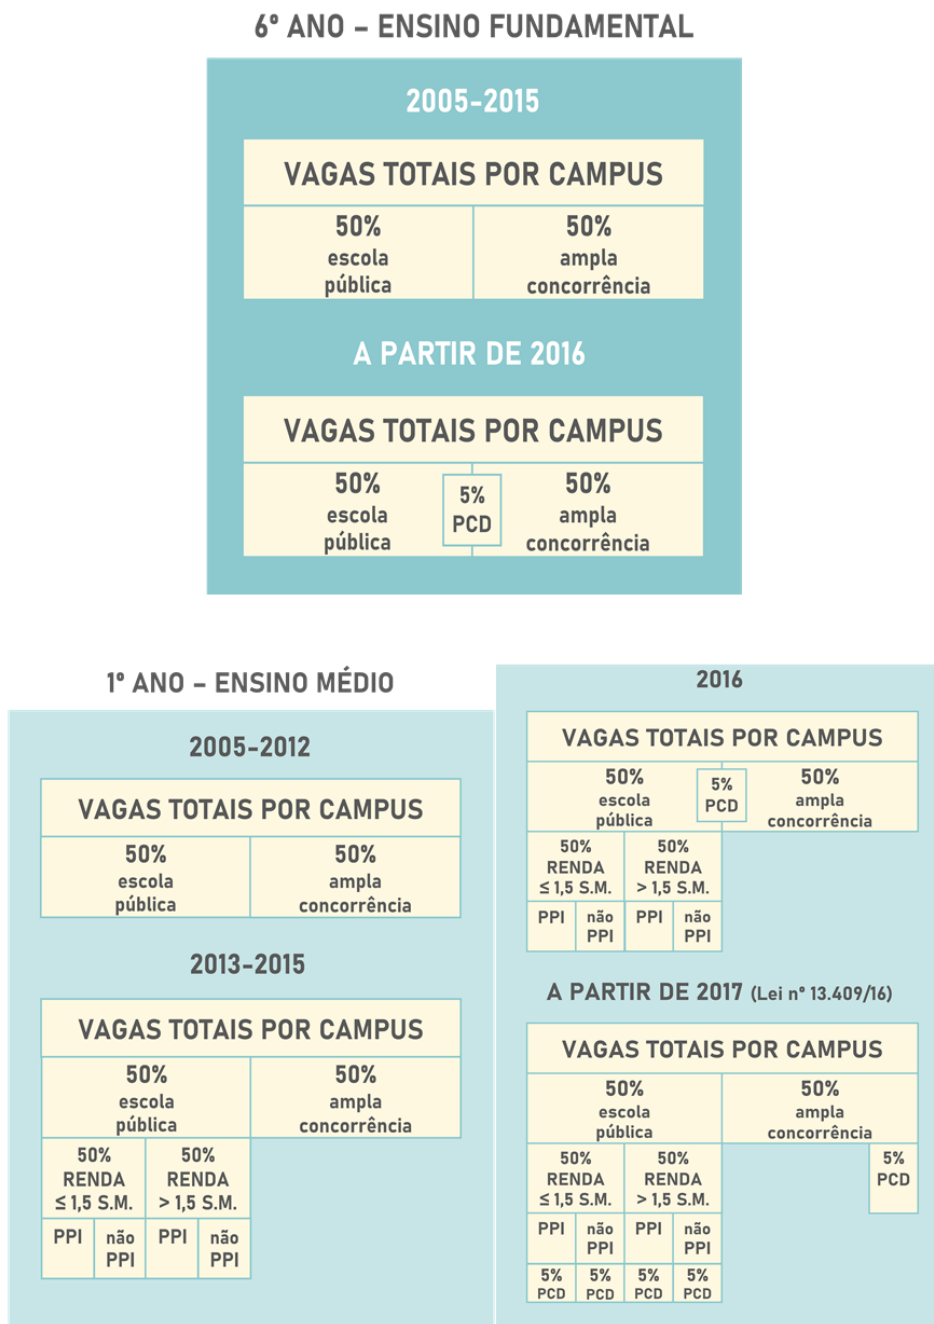 6º ANO – ENSINO FUNDAMENTAL
2005-2015
VAGAS TOTAIS POR CAMPUS
50%
escola
pública
50%
ampla
concorrência
A PARTIR DE 2016
VAGAS TOTAIS POR CAMPUS
50%
escola
pública
5%
PCD
50%
ampla
concorrência
1º ANO – ENSINO MÉDIO
2005-2012
VAGAS TOTAIS POR CAMPUS
50%
escola
pública
50%
ampla
concorrência
2013-2015
VAGAS TOTAIS POR CAMPUS
50%
escola
pública
50%
ampla
concorrência
50%
RENDA
≤ 1,5 S.M.
50%
RENDA
> 1,5 S.M.
PPI
não
PPI
PPI
não
PPI
2016
VAGAS TOTAIS POR CAMPUS
50%
escola
pública
5%
PCD
50%
ampla
concorrência
50%
RENDA
≤ 1,5 S.M.
50%
RENDA
> 1,5 S.M.
PPI
não
PPI
PPI
não
PPI
A PARTIR DE 2017 (Lei nº 13.409/16)
VAGAS TOTAIS POR CAMPUS
50%
escola
pública
50%
ampla
concorrência
50%
RENDA
≤ 1,5 S.M.
50%
RENDA
> 1,5 S.M.
5%
PCD
PPI
não
PPI
PPI
não
PPI
5%
PCD
5%
PCD
5%
PCD
5%
PCD